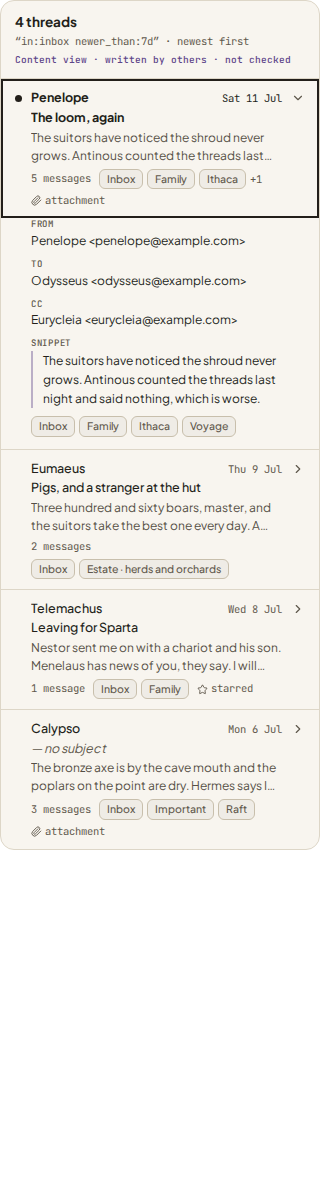 4 threads
“in:inbox newer_than:7d” · newest first
Content view · written by others · not checked
Penelope Sat 11 Jul
The loom, again
The suitors have noticed the shroud never
grows. Antinous counted the threads last…
5 messages Inbox Family Ithaca +1
attachment
FROM
Penelope <penelope@example.com>
TO
Odysseus <odysseus@example.com>
CC
Eurycleia <eurycleia@example.com>
SNIPPET
The suitors have noticed the shroud never
grows. Antinous counted the threads last
night and said nothing, which is worse.
Inbox Family Ithaca Voyage
Eumaeus Thu 9 Jul
Pigs, and a stranger at the hut
Three hundred and sixty boars, master, and
the suitors take the best one every day. A…
2 messages
Inbox Estate · herds and orchards
Telemachus Wed 8 Jul
Leaving for Sparta
Nestor sent me on with a chariot and his son.
Menelaus has news of you, they say. I will…
1 message Inbox Family starred
Calypso Mon 6 Jul
— no subject
The bronze axe is by the cave mouth and the
poplars on the point are dry. Hermes says I…
3 messages Inbox Important Raft
attachment